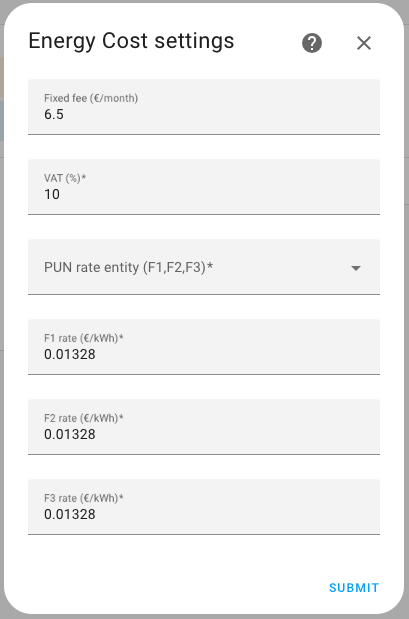 Energy Cost settings
Fixed fee (€/month)
6.5
VAT (%)*
10
PUN rate entity (F1,F2,F3)*
F1 rate (€/kWh)*
0.01328
F2 rate (€/kWh)*
0.01328
F3 rate (€/kWh)*
0.01328
SUBMIT